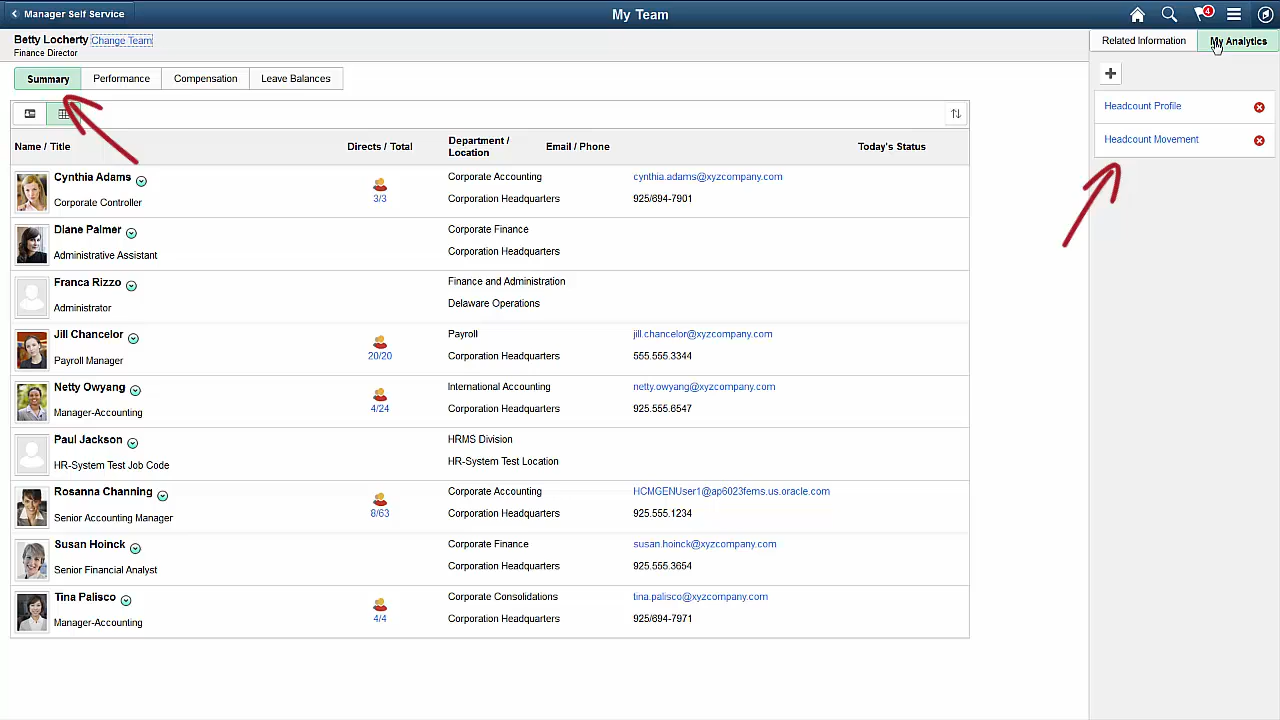 Manager Self Service
My Team
4
Betty Locherty Change Team
Finance Director
Related Information
My Analytics
Summary
Performance
Compensation
Leave Balances
Headcount Profile
Headcount Movement
Name / Title
Directs / Total
Department /
Location
Email / Phone
Today's Status
Cynthia Adams
Corporate Controller
3/3
Corporate Accounting
Corporation Headquarters
cynthia.adams@xyzcompany.com
925/694-7901
Diane Palmer
Administrative Assistant
Corporate Finance
Corporation Headquarters
Franca Rizzo
Administrator
Finance and Administration
Delaware Operations
Jill Chancelor
Payroll Manager
20/20
Payroll
Corporation Headquarters
jill.chancelor@xyzcompany.com
555.555.3344
Netty Owyang
Manager-Accounting
4/24
International Accounting
Corporation Headquarters
netty.owyang@xyzcompany.com
925.555.6547
Paul Jackson
HR-System Test Job Code
HRMS Division
HR-System Test Location
Rosanna Channing
Senior Accounting Manager
8/63
Corporate Accounting
Corporation Headquarters
HCMGENUser1@ap6023fems.us.oracle.com
925.555.1234
Susan Hoinck
Senior Financial Analyst
Corporate Finance
Corporation Headquarters
susan.hoinck@xyzcompany.com
925.555.3654
Tina Palisco
Manager-Accounting
4/4
Corporate Consolidations
Corporation Headquarters
tina.palisco@xyzcompany.com
925/694-7971